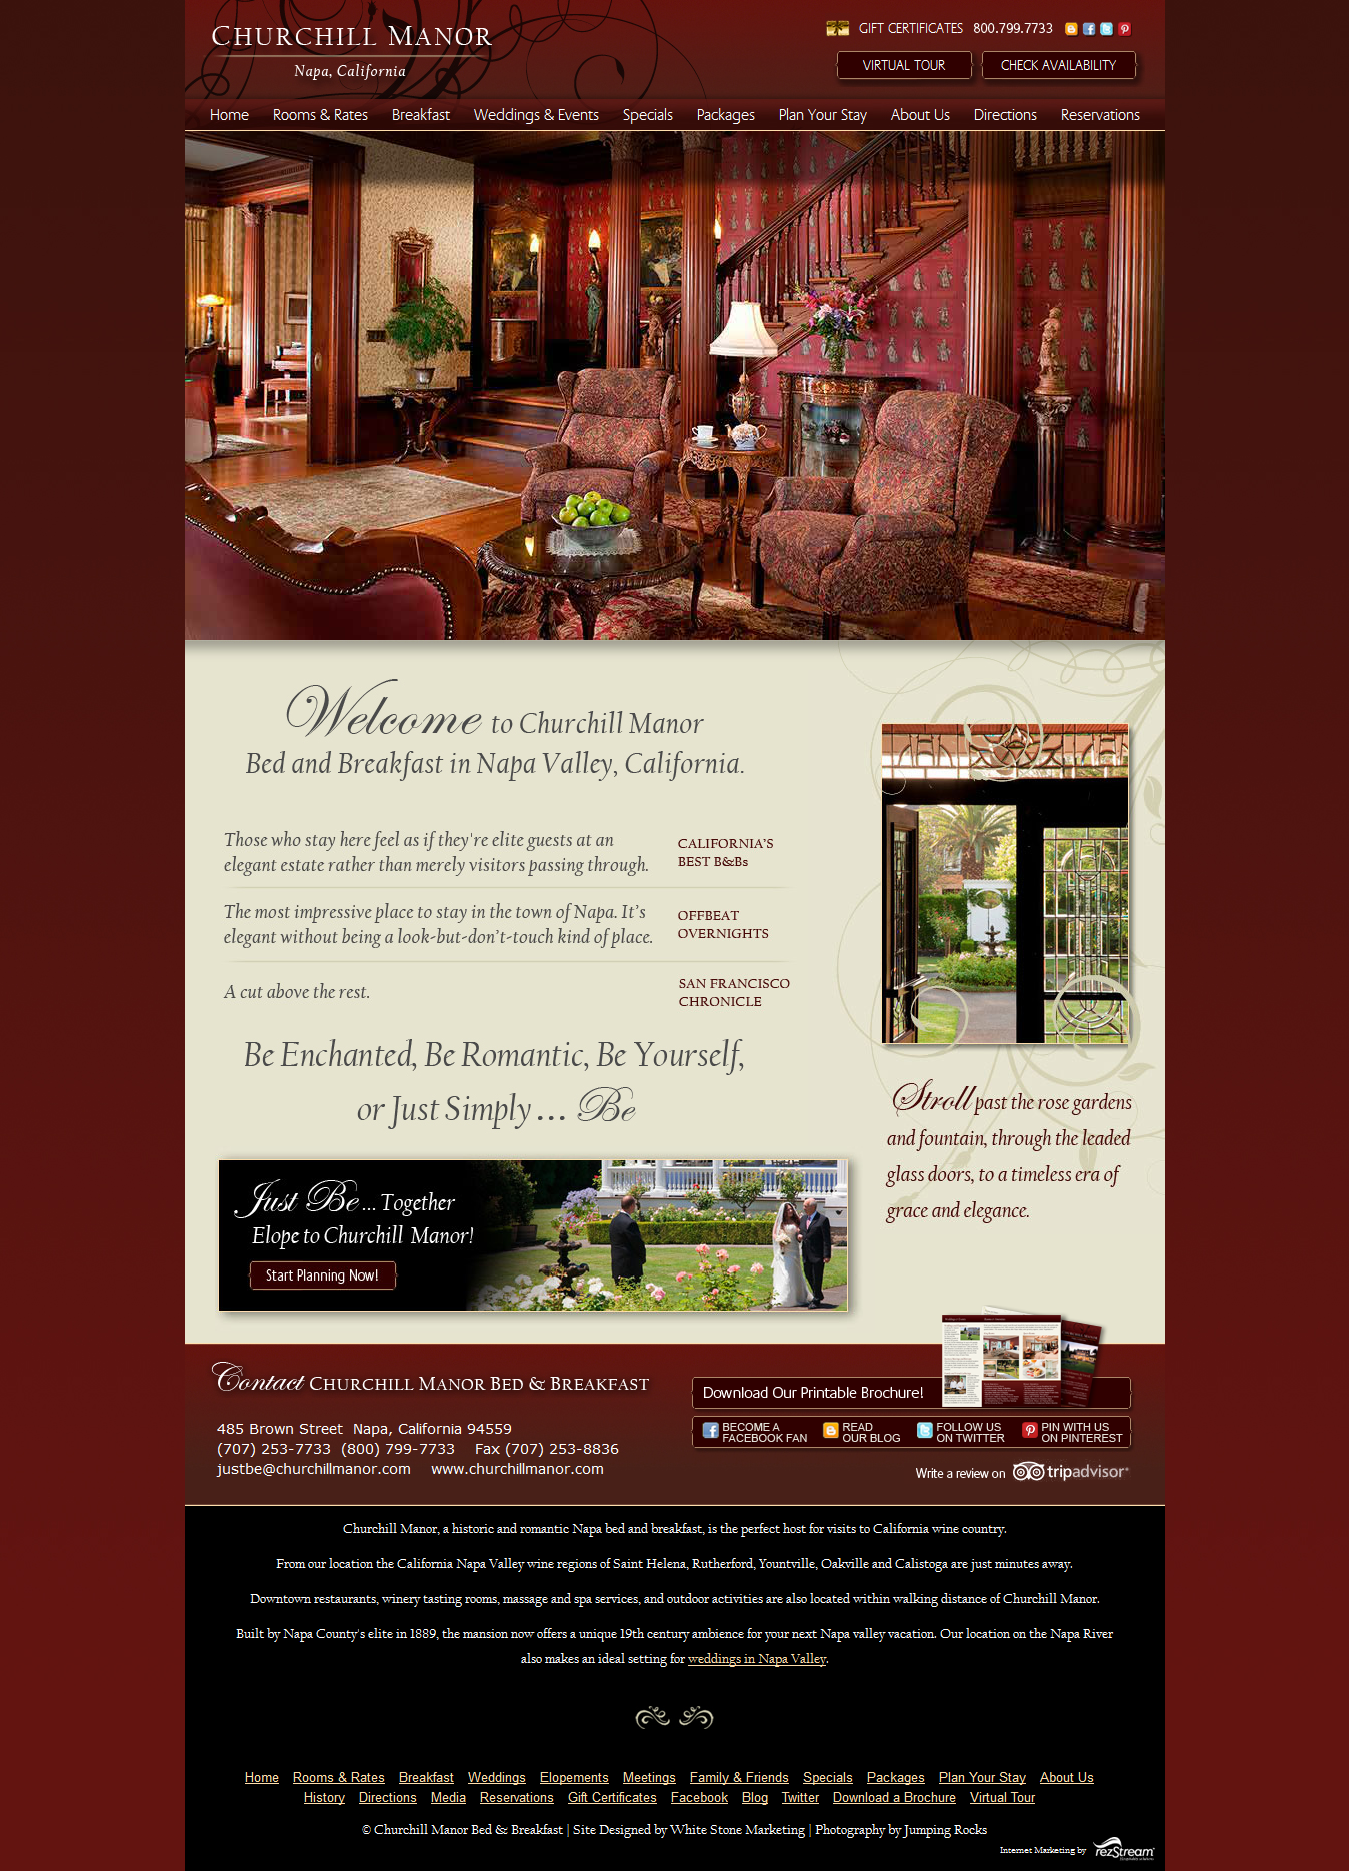 CHURCHILL MANOR
Napa, California
GIFT CERTIFICATES 800.799.7733
VIRTUAL TOUR
CHECK AVAILABILITY
Home Rooms & Rates Breakfast Weddings & Events Specials Packages Plan Your Stay About Us Directions Reservations
Welcome to Churchill Manor
Bed and Breakfast in Napa Valley, California.
Those who stay here feel as if they're elite guests at an
elegant estate rather than merely visitors passing through.
CALIFORNIA'S
BEST B&Bs
The most impressive place to stay in the town of Napa. It's
elegant without being a look-but-don't-touch kind of place.
OFFBEAT
OVERNIGHTS
A cut above the rest.
SAN FRANCISCO
CHRONICLE
Be Enchanted, Be Romantic, Be Yourself,
or Just Simply ... Be
Stroll past the rose gardens
and fountain, through the leaded
glass doors, to a timeless era of
grace and elegance.
Just Be ... Together
Elope to Churchill Manor!
Start Planning Now!
Contact CHURCHILL MANOR BED & BREAKFAST
485 Brown Street Napa, California 94559
(707) 253-7733 (800) 799-7733 Fax (707) 253-8836
justbe@churchillmanor.com www.churchillmanor.com
Download Our Printable Brochure!
BECOME A
FACEBOOK FAN
READ
OUR BLOG
FOLLOW US
ON TWITTER
PIN WITH US
ON PINTEREST
Write a review on tripadvisor
Churchill Manor, a historic and romantic Napa bed and breakfast, is the perfect host for visits to California wine country.
From our location the California Napa Valley wine regions of Saint Helena, Rutherford, Yountville, Oakville and Calistoga are just minutes away.
Downtown restaurants, winery tasting rooms, massage and spa services, and outdoor activities are also located within walking distance of Churchill Manor.
Built by Napa County's elite in 1889, the mansion now offers a unique 19th century ambience for your next Napa valley vacation. Our location on the Napa River
also makes an ideal setting for weddings in Napa Valley.
Home Rooms & Rates Breakfast Weddings Elopements Meetings Family & Friends Specials Packages Plan Your Stay About Us
History Directions Media Reservations Gift Certificates Facebook Blog Twitter Download a Brochure Virtual Tour
© Churchill Manor Bed & Breakfast | Site Designed by White Stone Marketing | Photography by Jumping Rocks
Internet Marketing by rezStream